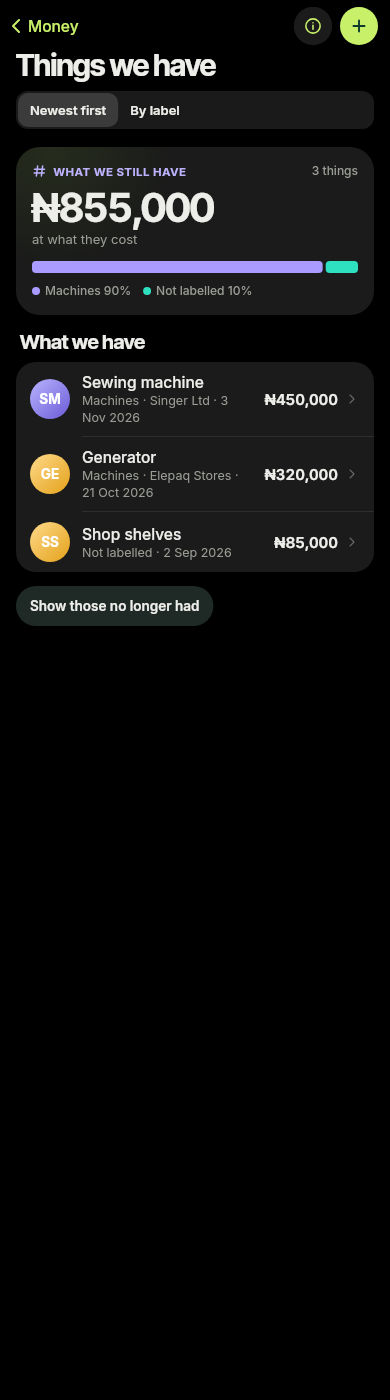 Money
Things we have
Newest first
By label
WHAT WE STILL HAVE
3 things
₦855,000
at what they cost
Machines 90%
Not labelled 10%
What we have
SM
Sewing machine
Machines · Singer Ltd · 3
Nov 2026
₦450,000
GE
Generator
Machines · Elepaq Stores ·
21 Oct 2026
₦320,000
SS
Shop shelves
Not labelled · 2 Sep 2026
₦85,000
Show those no longer had